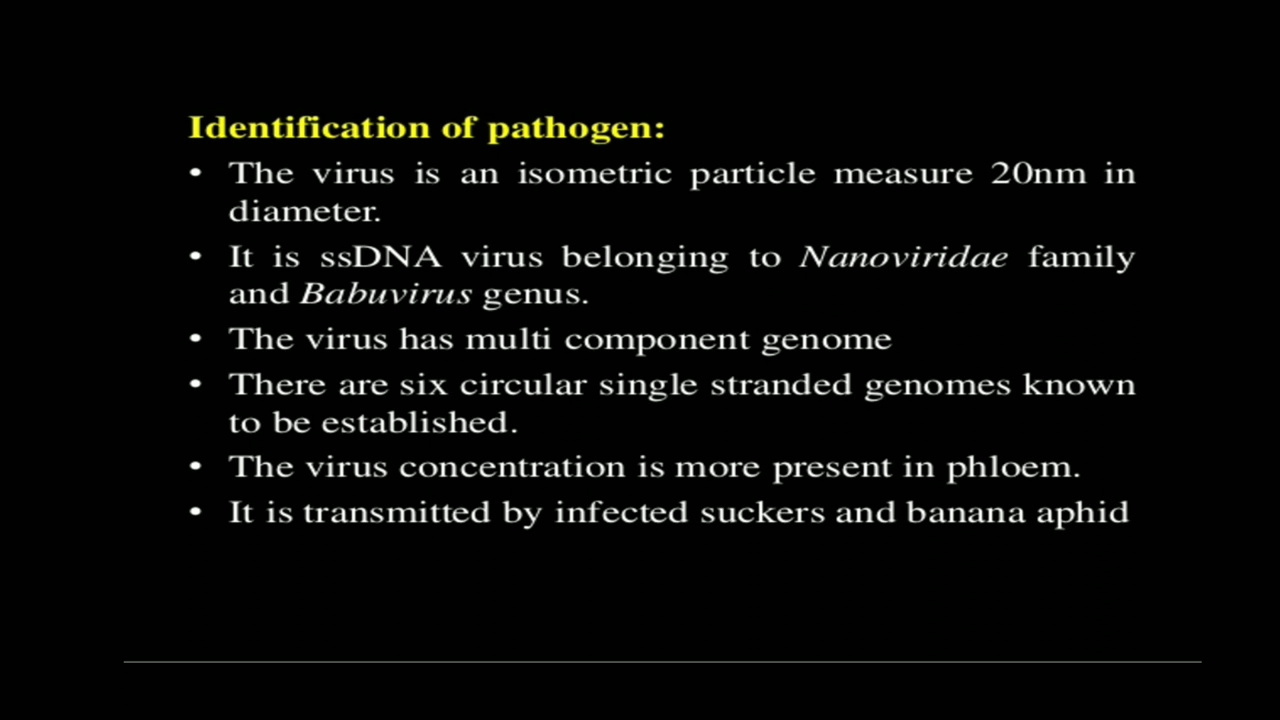 Identification of pathogen:
• The virus is an isometric particle measure 20nm in
diameter.
• It is ssDNA virus belonging to Nanoviridae family
and Babuvirus genus.
• The virus has multi component genome
• There are six circular single stranded genomes known
to be established.
• The virus concentration is more present in phloem.
• It is transmitted by infected suckers and banana aphid